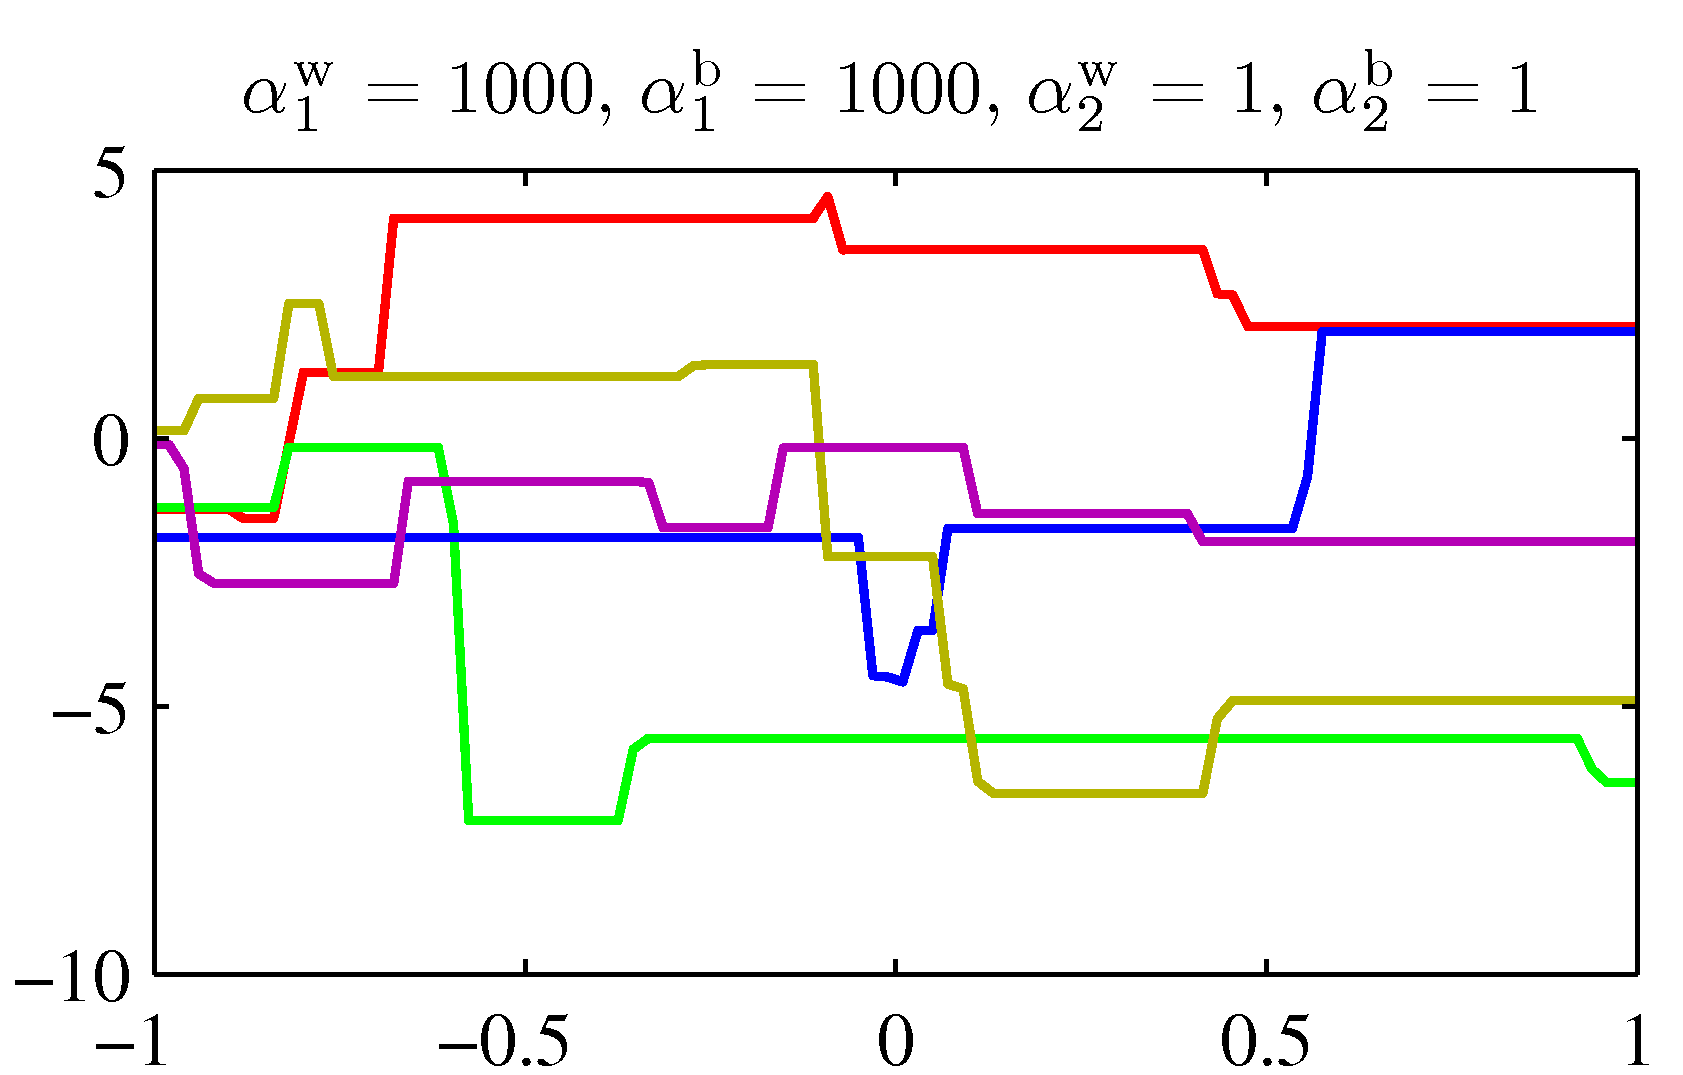 α₁ʷ = 1000, α₁ᵇ = 1000, α₂ʷ = 1, α₂ᵇ = 1
5
0
−5
−10
−1 −0.5 0 0.5 1